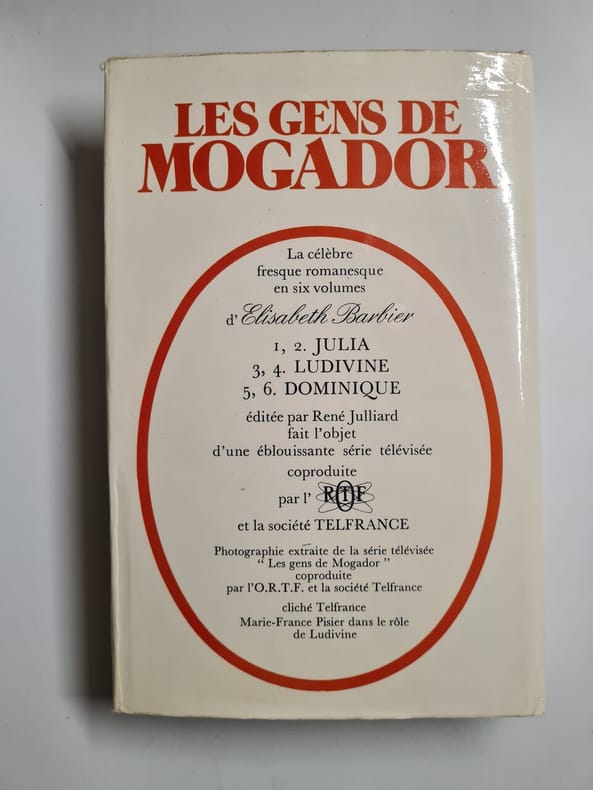 LES GENS DE
MOGADOR
La célèbre
fresque romanesque
en six volumes
d'Elisabeth Barbier
1, 2. JULIA
3, 4. LUDIVINE
5, 6. DOMINIQUE
éditée par René Julliard
fait l'objet
d'une éblouissante série télévisée
coproduite
par l' ORTF
et la société TELFRANCE
Photographie extraite de la série télévisée
“ Les gens de Mogador ”
coproduite
par l'O.R.T.F. et la société Telfrance
cliché Telfrance
Marie-France Pisier dans le rôle
de Ludivine